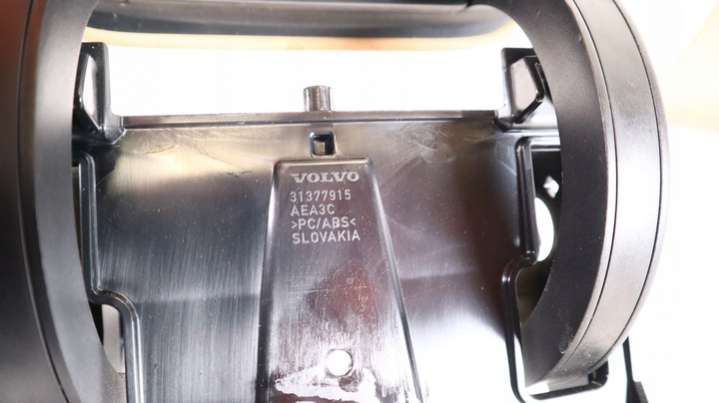 VOLVO
31377915
AEA3C
>PC/ABS<
SLOVAKIA